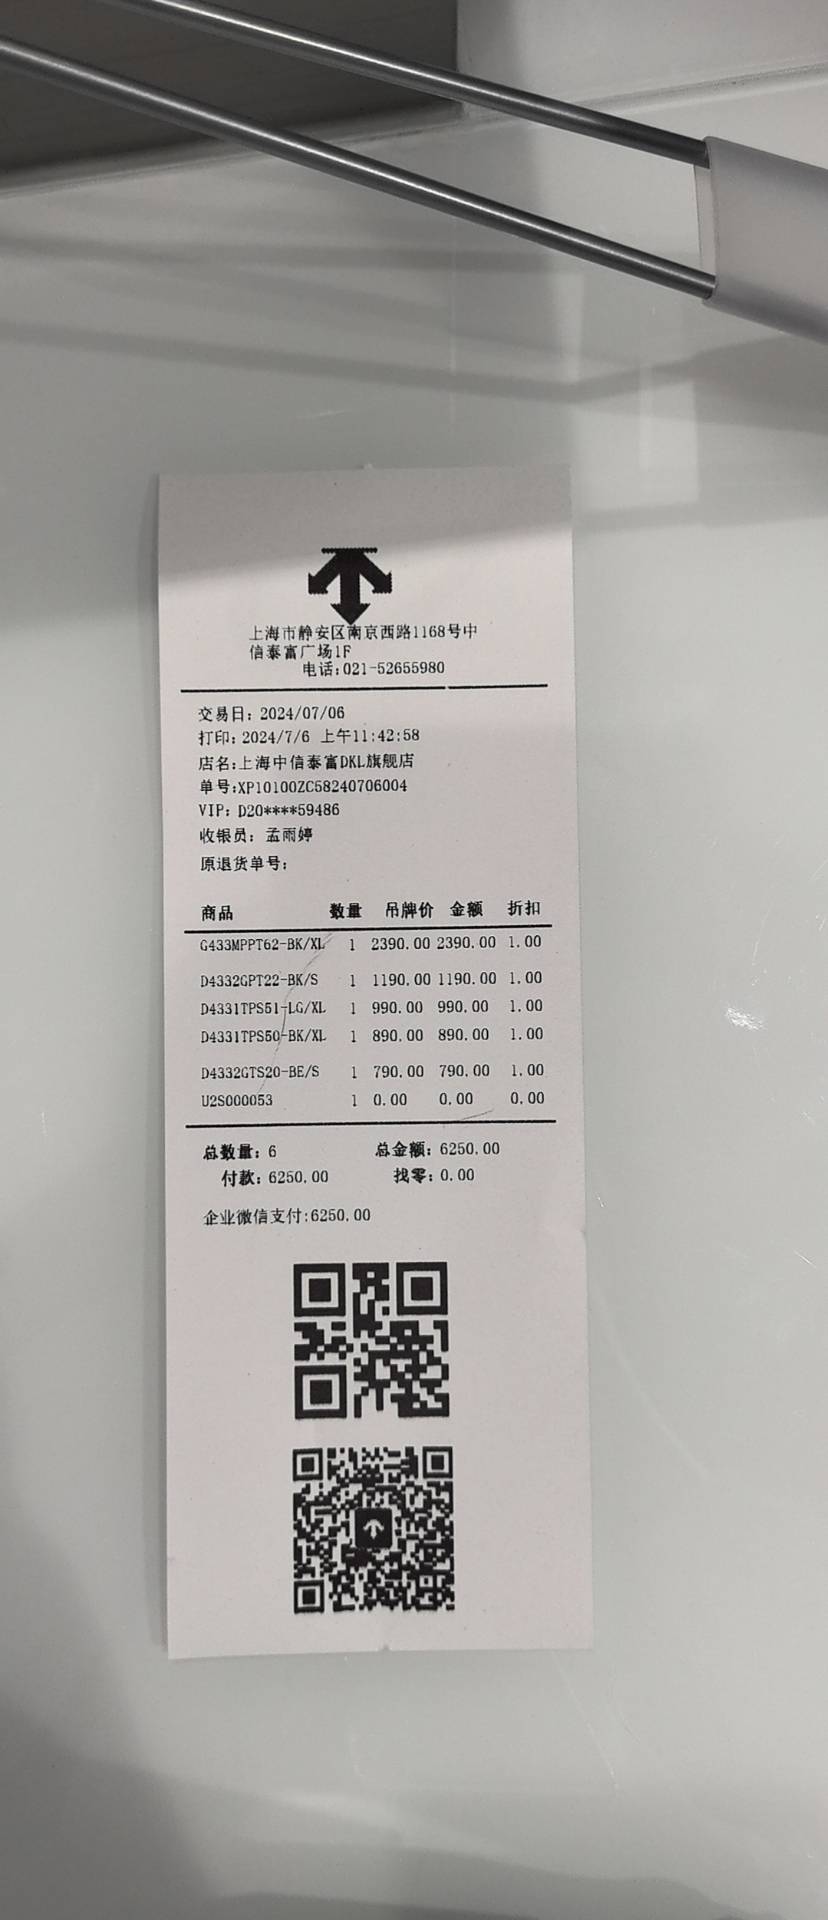 上海市静安区南京西路1168号中
信泰富广场1F
电话:021-52655980
交易日: 2024/07/06
打印: 2024/7/6 上午11:42:58
店名:上海中信泰富DKL旗舰店
单号:XP10100ZC58240706004
VIP: D20****59486
收银员: 孟雨婷
原退货单号:
商品 数量 吊牌价 金额 折扣
G433MPPT62-BK/XL 1 2390.00 2390.00 1.00
D4332GPT22-BK/S 1 1190.00 1190.00 1.00
D4331TPS51-LG/XL 1 990.00 990.00 1.00
D4331TPS50-BK/XL 1 890.00 890.00 1.00
D4332GTS20-BE/S 1 790.00 790.00 1.00
U2S000053 1 0.00 0.00 0.00
总数量: 6 总金额: 6250.00
付款: 6250.00 找零: 0.00
企业微信支付:6250.00